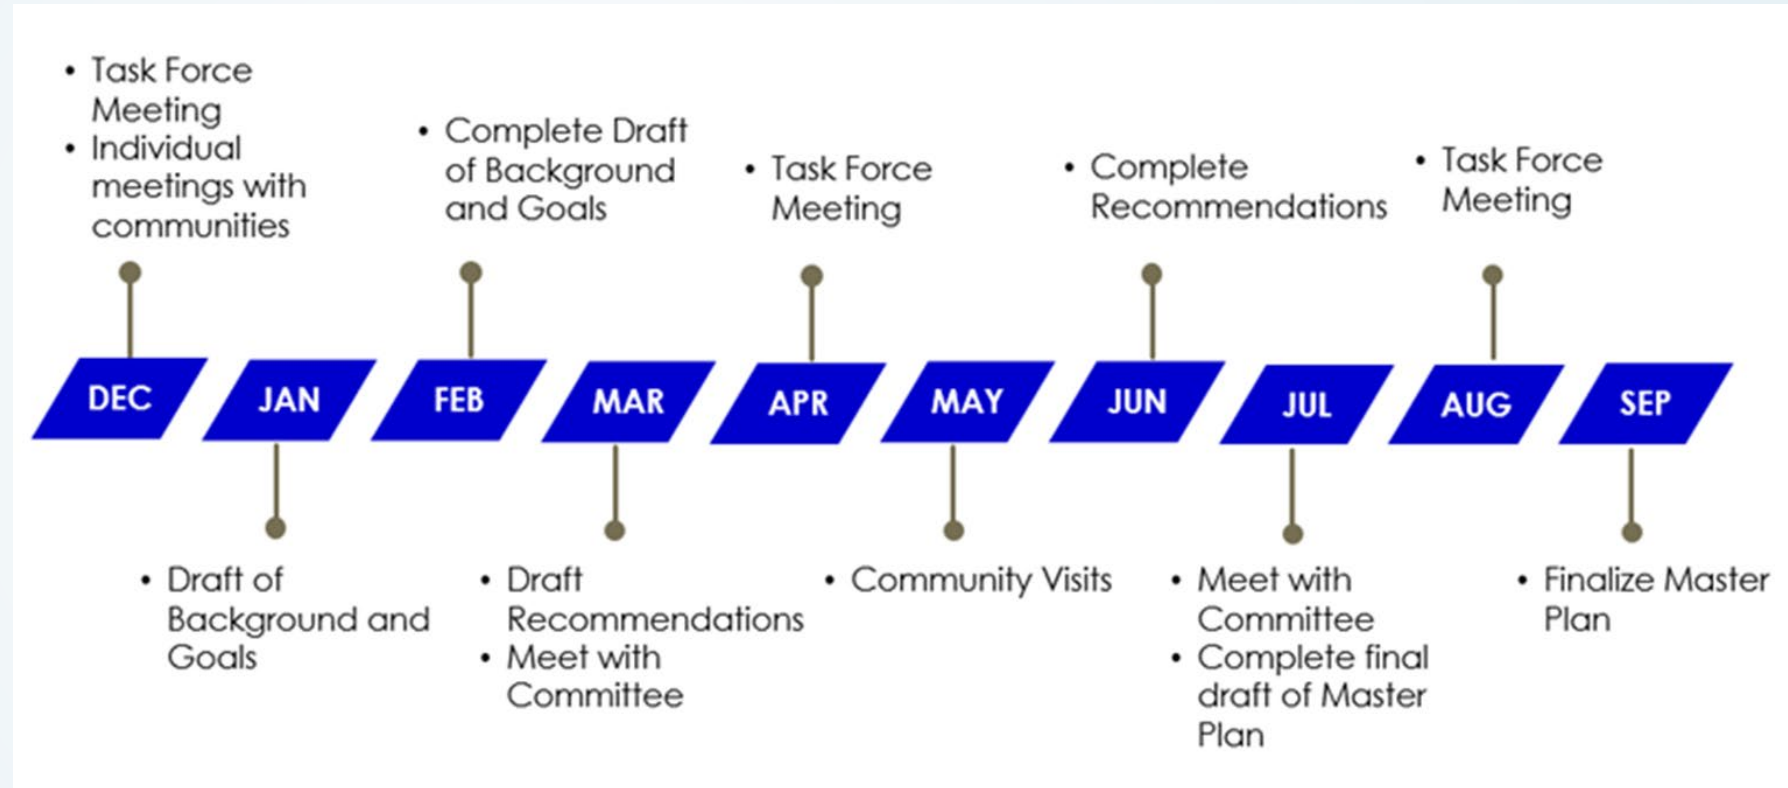 • Task Force
Meeting
• Individual
meetings with
communities
• Complete Draft
of Background
and Goals
• Task Force
Meeting
• Complete
Recommendations
• Task Force
Meeting
DEC
JAN
FEB
MAR
APR
MAY
JUN
JUL
AUG
SEP
• Draft of
Background and
Goals
• Draft
Recommendations
• Meet with
Committee
• Community Visits
• Meet with
Committee
• Complete final
draft of Master
Plan
• Finalize Master
Plan